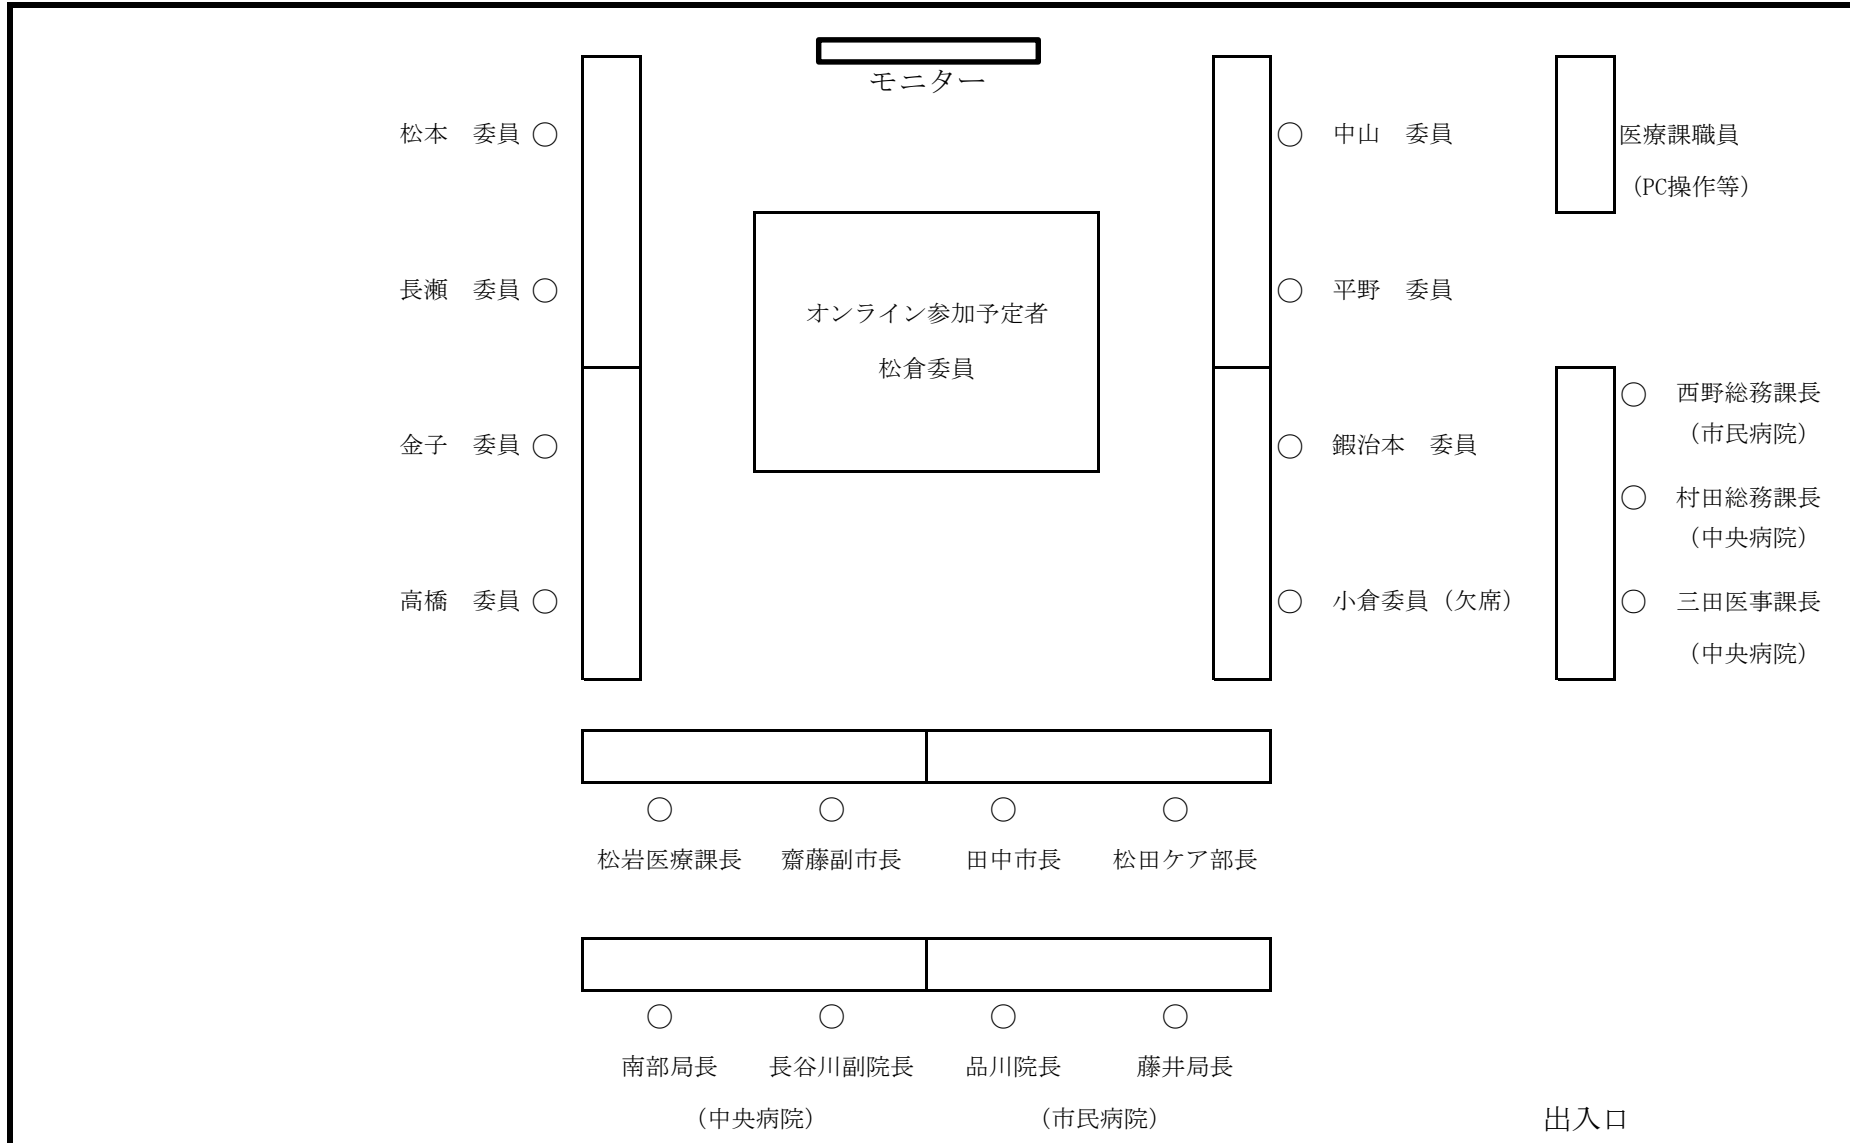 モニター
松本　委員 ○
○ 中山　委員
医療課職員
（PC操作等）
長瀬　委員 ○
オンライン参加予定者
松倉委員
○ 平野　委員
金子　委員 ○
○ 鍜治本　委員
○ 西野総務課長
（市民病院）
○ 村田総務課長
（中央病院）
高橋　委員 ○
○ 小倉委員（欠席）
○ 三田医事課長
（中央病院）
○ ○ ○ ○
松岩医療課長 齋藤副市長 田中市長 松田ケア部長
○ ○ ○ ○
南部局長 長谷川副院長 品川院長 藤井局長
（中央病院） （市民病院）
出入口